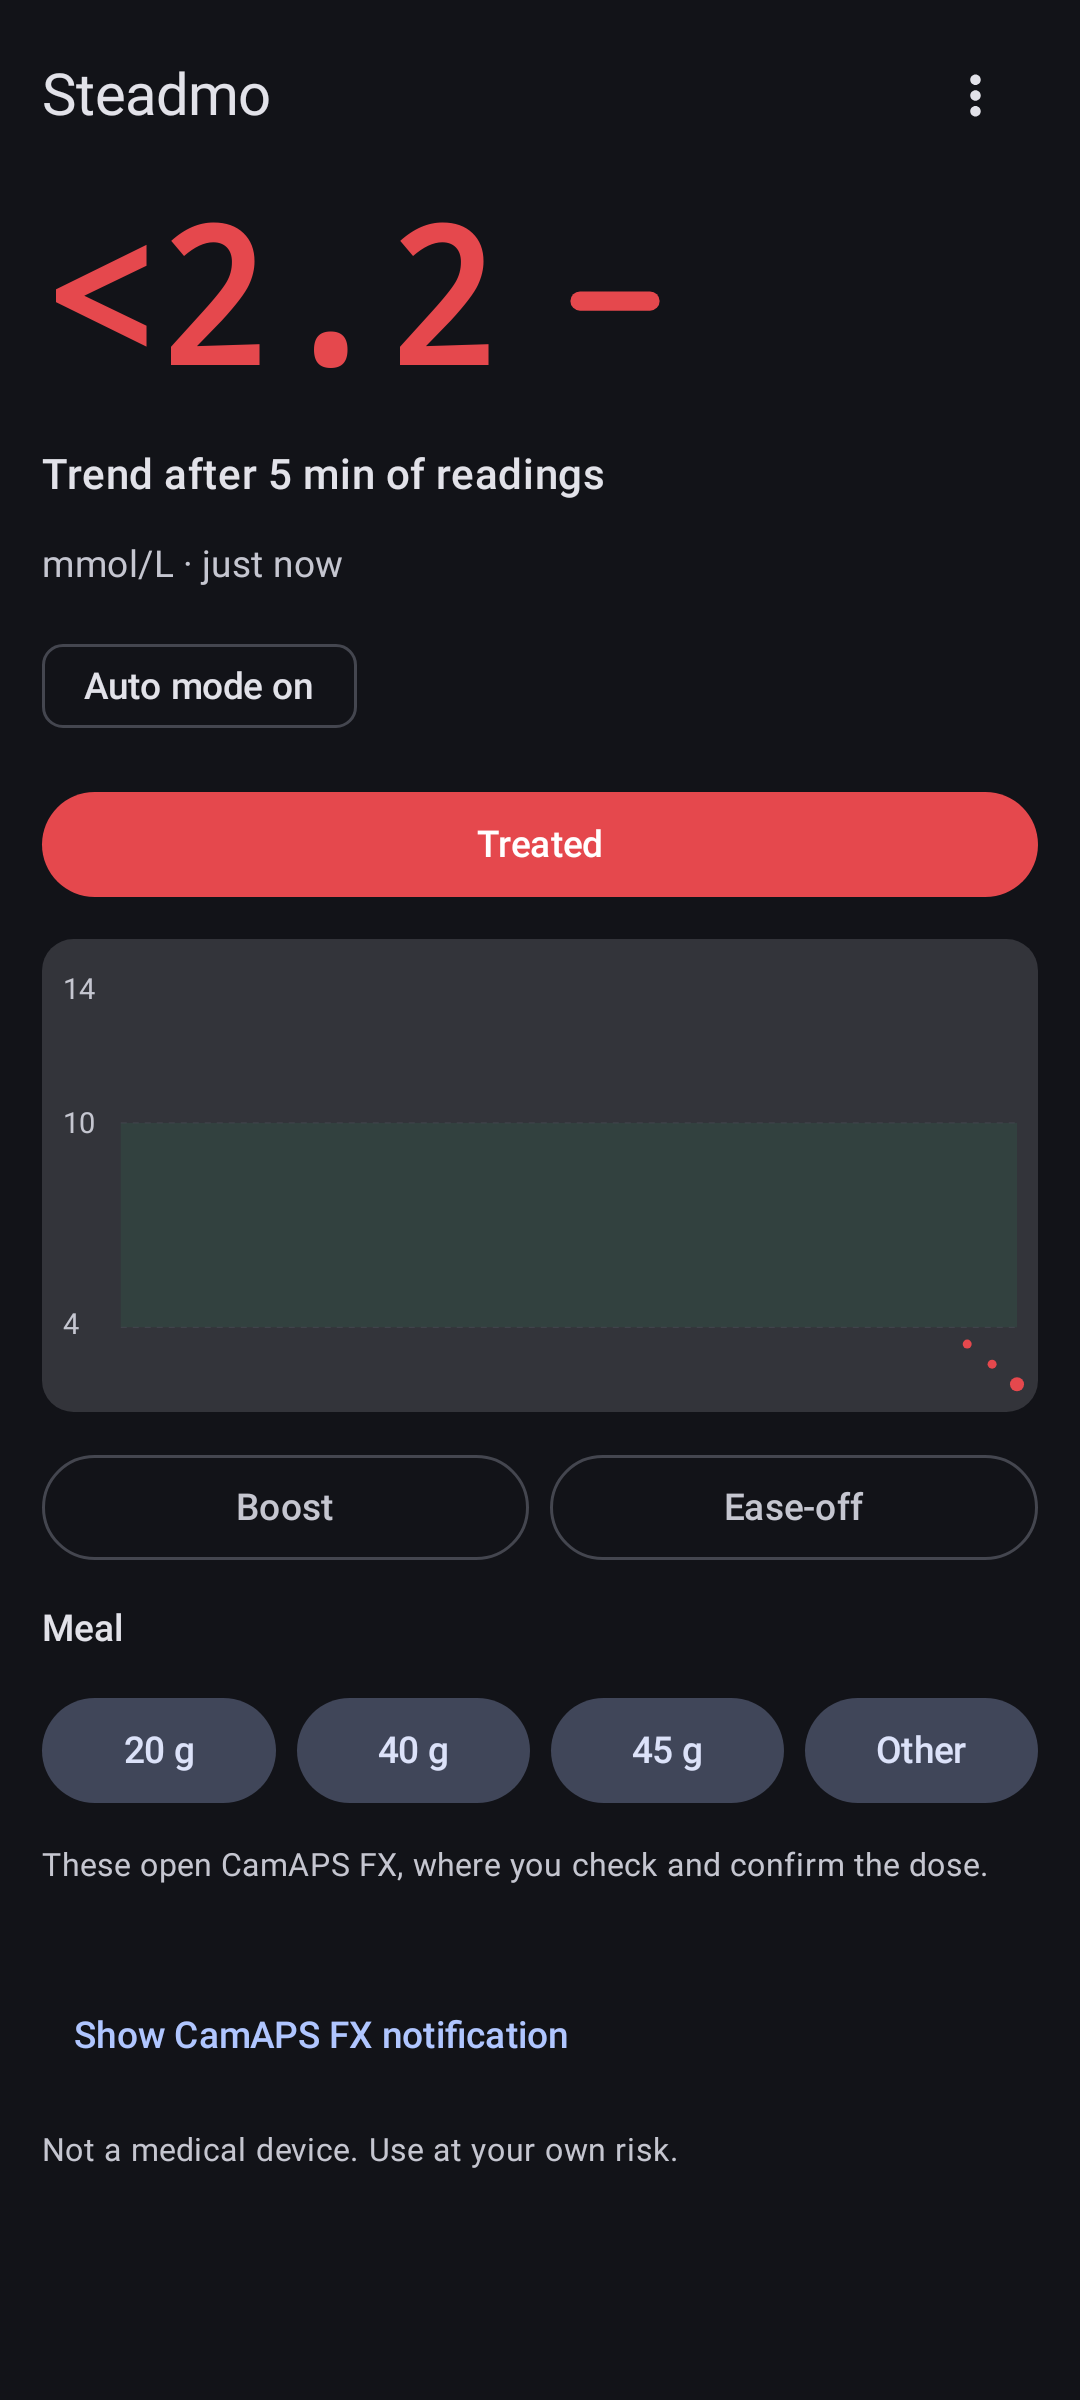 Steadmo
<2.2 –
Trend after 5 min of readings
mmol/L · just now
Auto mode on
Treated
14
10
4
Boost
Ease-off
Meal
20 g
40 g
45 g
Other
These open CamAPS FX, where you check and confirm the dose.
Show CamAPS FX notification
Not a medical device. Use at your own risk.